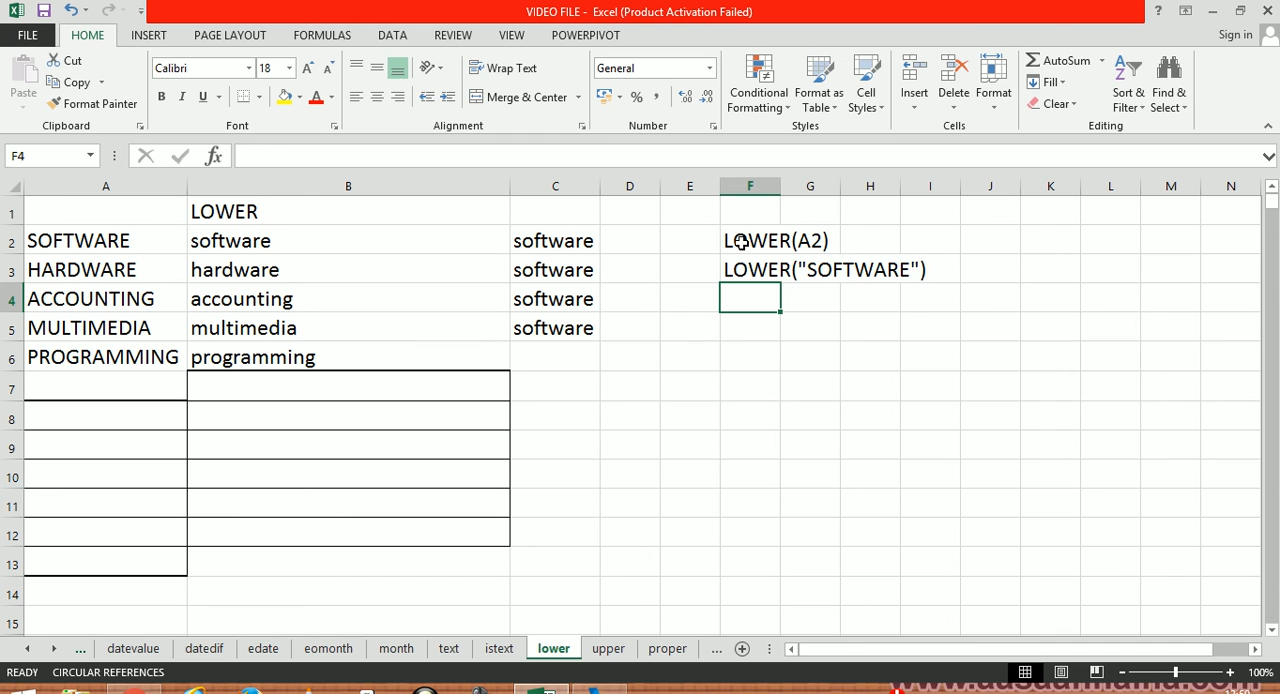 VIDEO FILE - Excel (Product Activation Failed)
?
FILE HOME INSERT PAGE LAYOUT FORMULAS DATA REVIEW VIEW POWERPIVOT Sign in
Paste Cut Copy Format Painter Clipboard
Calibri 18 A A B I U A Font
Wrap Text Merge & Center Alignment
General % , Number
Conditional Formatting Format as Table Cell Styles Styles
Insert Delete Format Cells
AutoSum Fill Clear Sort & Filter Find & Select Editing
F4 fx
A B C D E F G H I J K L M N
1 LOWER
2 SOFTWARE software software LOWER(A2)
3 HARDWARE hardware software LOWER("SOFTWARE")
4 ACCOUNTING accounting software
5 MULTIMEDIA multimedia software
6 PROGRAMMING programming
7
8
9
10
11
12
13
14
15
... datevalue datedif edate eomonth month text istext lower upper proper ...
READY CIRCULAR REFERENCES 100%